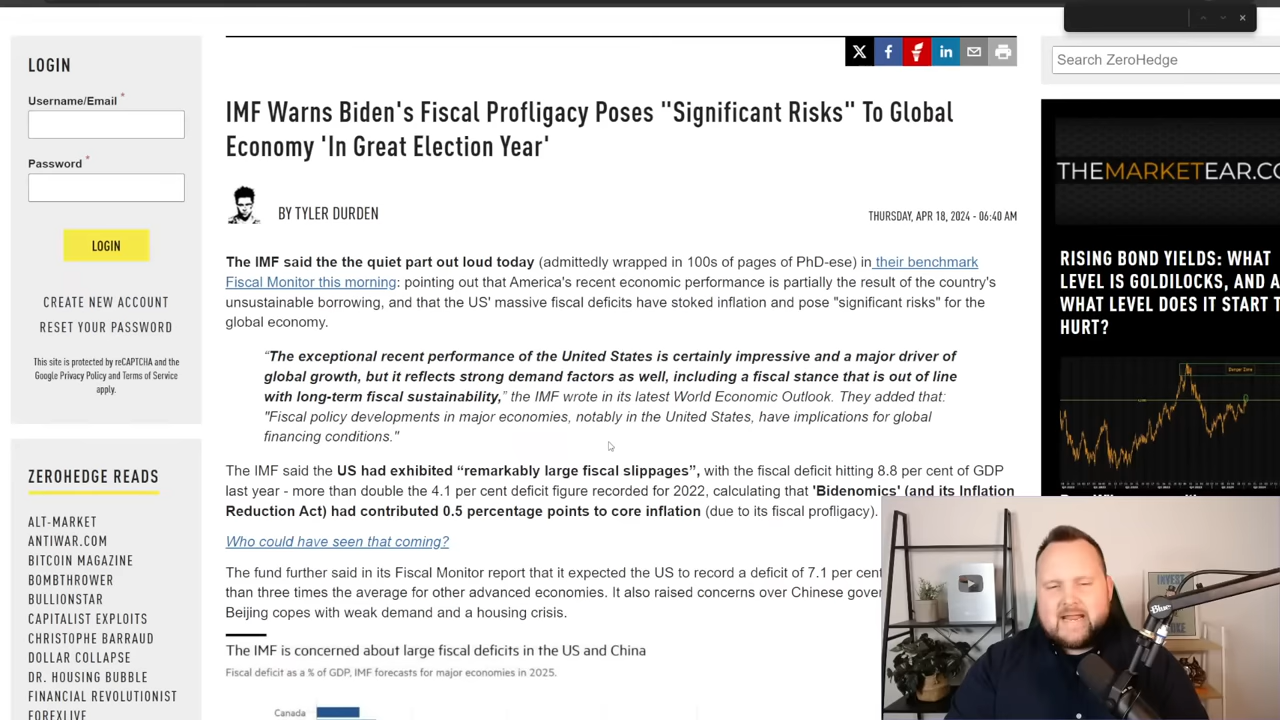 LOGIN
Username/Email *
Password *
LOGIN
CREATE NEW ACCOUNT
RESET YOUR PASSWORD
This site is protected by reCAPTCHA and the
Google Privacy Policy and Terms of Service
apply.
ZEROHEDGE READS
ALT-MARKET
ANTIWAR.COM
BITCOIN MAGAZINE
BOMBTHROWER
BULLIONSTAR
CAPITALIST EXPLOITS
CHRISTOPHE BARRAUD
DOLLAR COLLAPSE
DR. HOUSING BUBBLE
FINANCIAL REVOLUTIONIST
FOREXLIVE
IMF Warns Biden's Fiscal Profligacy Poses "Significant Risks" To Global
Economy 'In Great Election Year'
BY TYLER DURDEN
THURSDAY, APR 18, 2024 - 06:40 AM
The IMF said the the quiet part out loud today (admittedly wrapped in 100s of pages of PhD-ese) in their benchmark
Fiscal Monitor this morning: pointing out that America's recent economic performance is partially the result of the country's
unsustainable borrowing, and that the US' massive fiscal deficits have stoked inflation and pose "significant risks" for the
global economy.
“The exceptional recent performance of the United States is certainly impressive and a major driver of
global growth, but it reflects strong demand factors as well, including a fiscal stance that is out of line
with long-term fiscal sustainability,” the IMF wrote in its latest World Economic Outlook. They added that:
"Fiscal policy developments in major economies, notably in the United States, have implications for global
financing conditions."
The IMF said the US had exhibited “remarkably large fiscal slippages”, with the fiscal deficit hitting 8.8 per cent of GDP
last year - more than double the 4.1 per cent deficit figure recorded for 2022, calculating that 'Bidenomics' (and its Inflation
Reduction Act) had contributed 0.5 percentage points to core inflation (due to its fiscal profligacy).
Who could have seen that coming?
The fund further said in its Fiscal Monitor report that it expected the US to record a deficit of 7.1 per cent
than three times the average for other advanced economies. It also raised concerns over Chinese gover
Beijing copes with weak demand and a housing crisis.
The IMF is concerned about large fiscal deficits in the US and China
Fiscal deficit as a % of GDP, IMF forecasts for major economies in 2025.
Canada
Search ZeroHedge
THEMARKETEAR.CO
RISING BOND YIELDS: WHAT
LEVEL IS GOLDILOCKS, AND A
WHAT LEVEL DOES IT START T
HURT?
INVEST
Blue